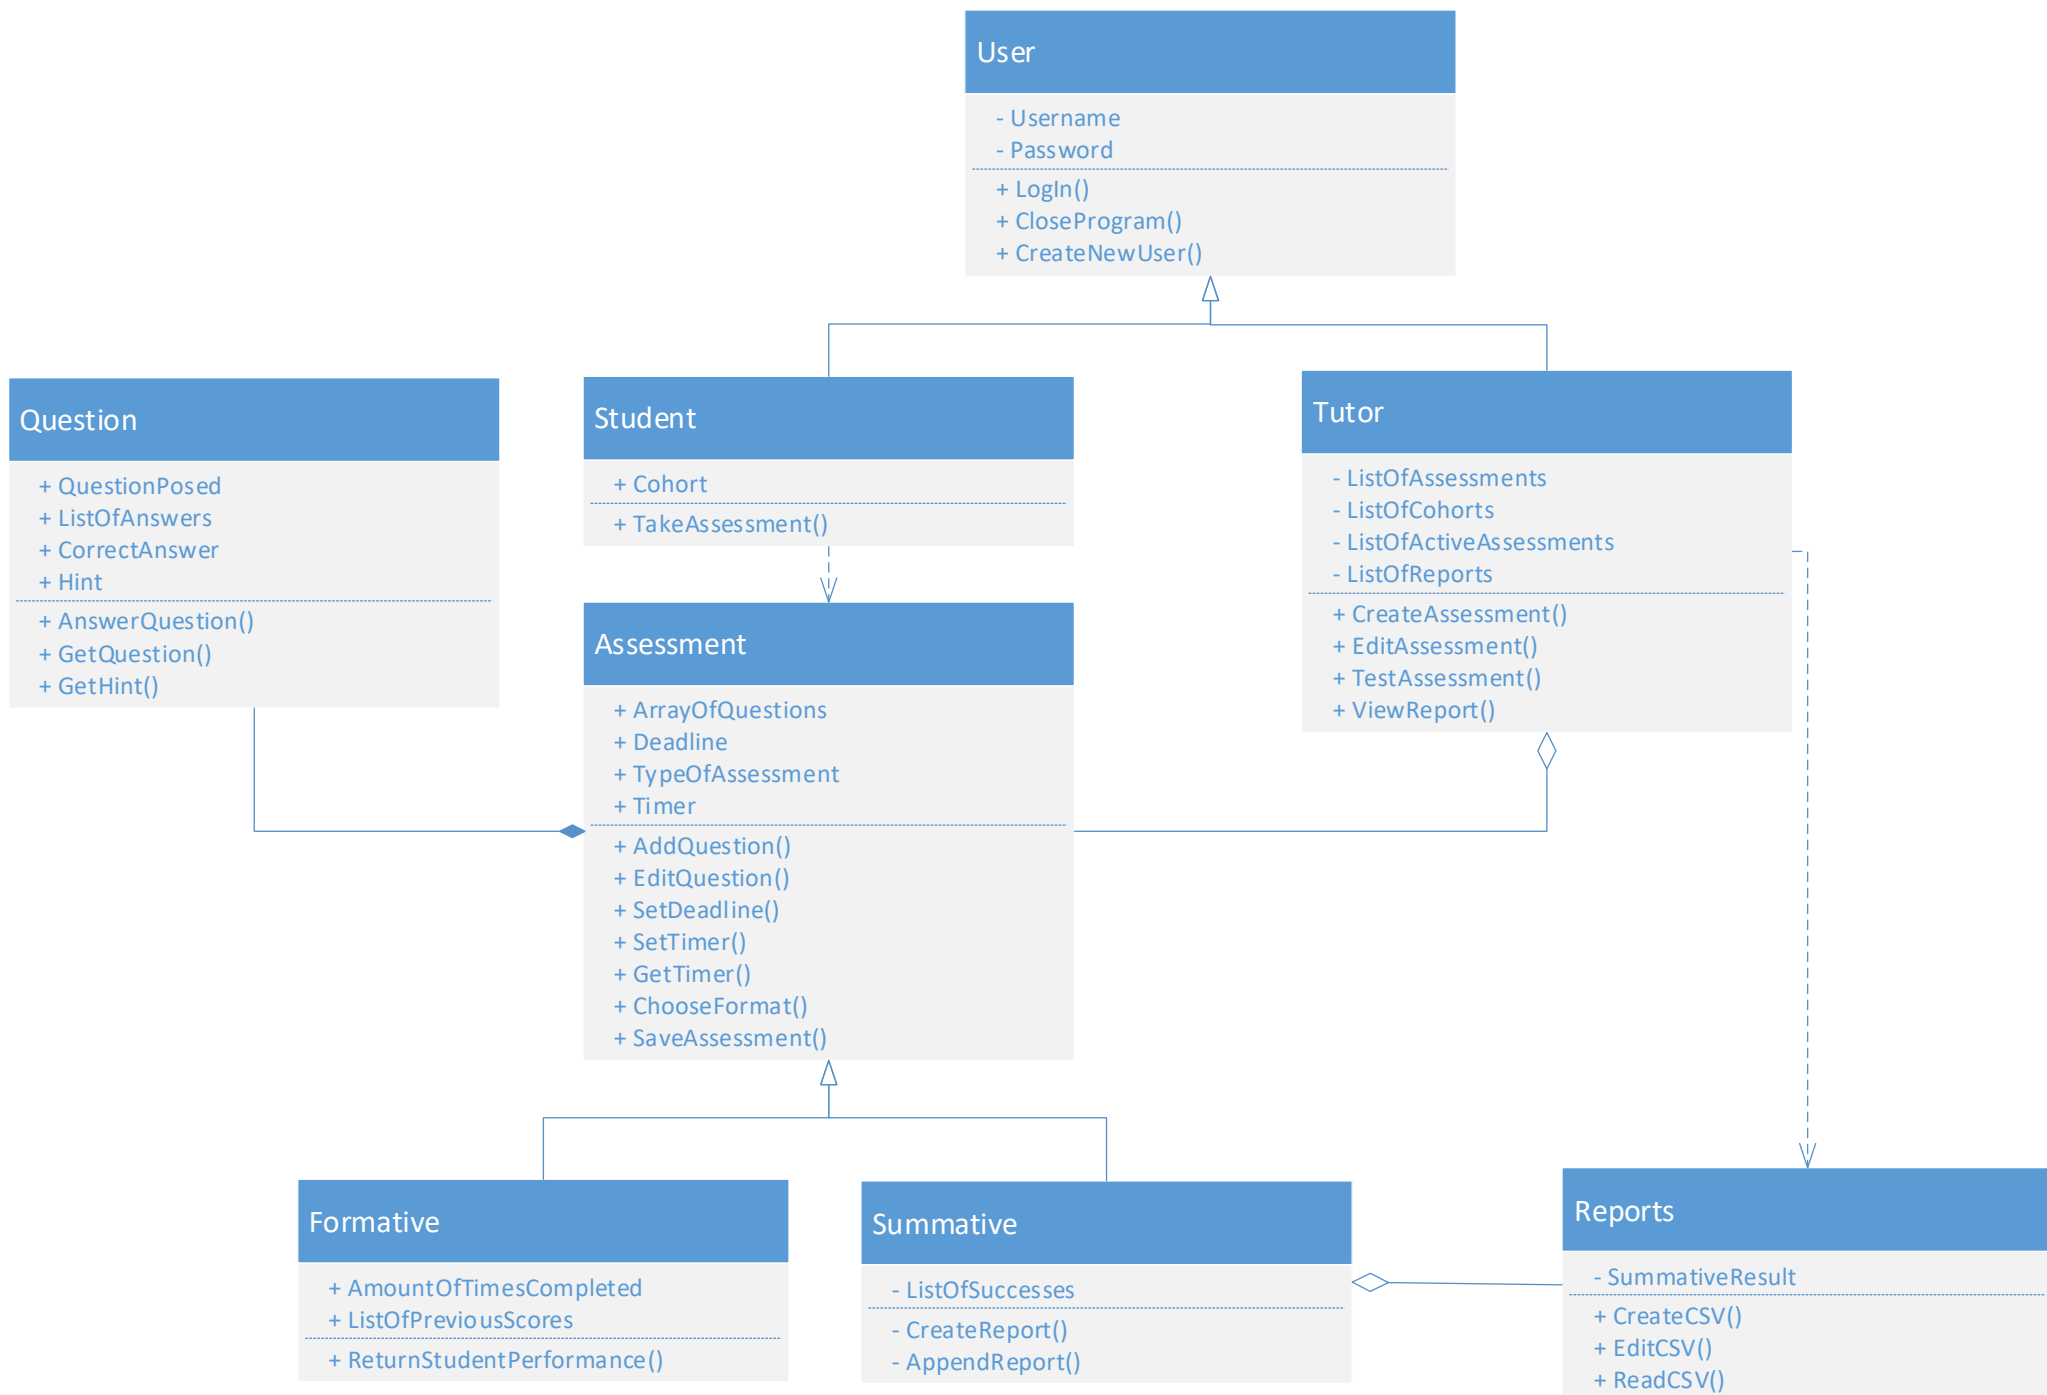 User
- Username
- Password
+ LogIn()
+ CloseProgram()
+ CreateNewUser()
Question
+ QuestionPosed
+ ListOfAnswers
+ CorrectAnswer
+ Hint
+ AnswerQuestion()
+ GetQuestion()
+ GetHint()
Student
+ Cohort
+ TakeAssessment()
Tutor
- ListOfAssessments
- ListOfCohorts
- ListOfActiveAssessments
- ListOfReports
+ CreateAssessment()
+ EditAssessment()
+ TestAssessment()
+ ViewReport()
Assessment
+ ArrayOfQuestions
+ Deadline
+ TypeOfAssessment
+ Timer
+ AddQuestion()
+ EditQuestion()
+ SetDeadline()
+ SetTimer()
+ GetTimer()
+ ChooseFormat()
+ SaveAssessment()
Formative
+ AmountOfTimesCompleted
+ ListOfPreviousScores
+ ReturnStudentPerformance()
Summative
- ListOfSuccesses
- CreateReport()
- AppendReport()
Reports
- SummativeResult
+ CreateCSV()
+ EditCSV()
+ ReadCSV()